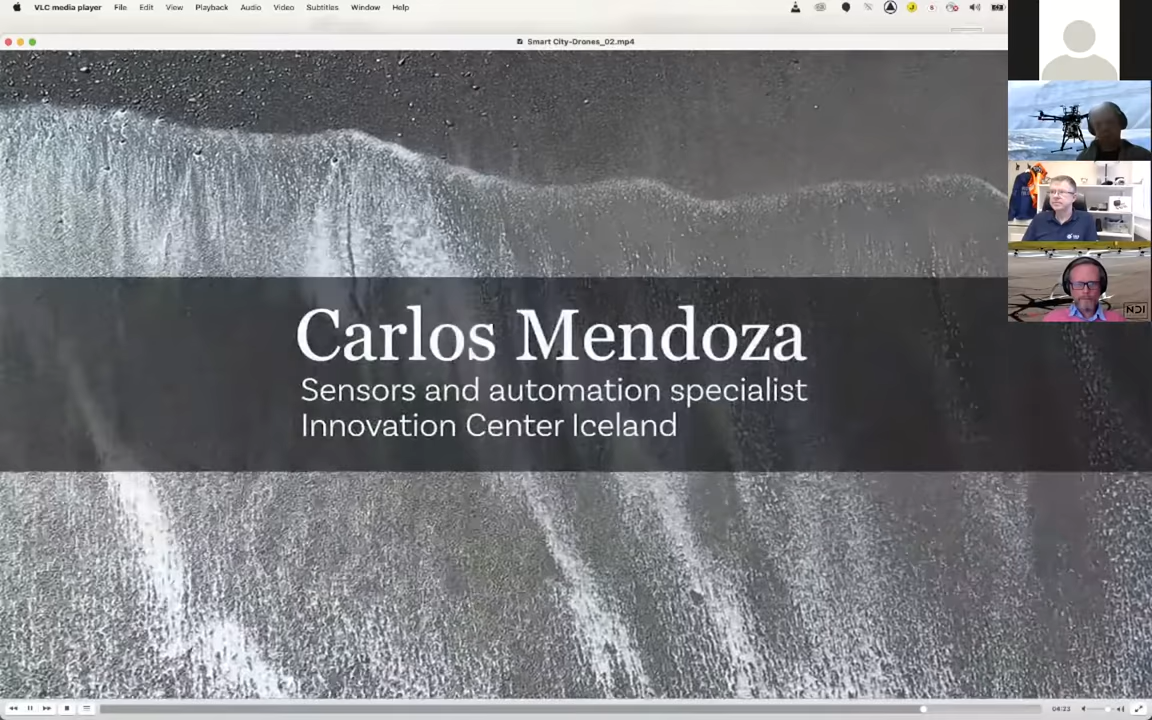 VLC media player File Edit View Playback Audio Video Subtitles Window Help
Smart City-Drones_02.mp4
Carlos Mendoza
Sensors and automation specialist
Innovation Center Iceland
NDI
04:23